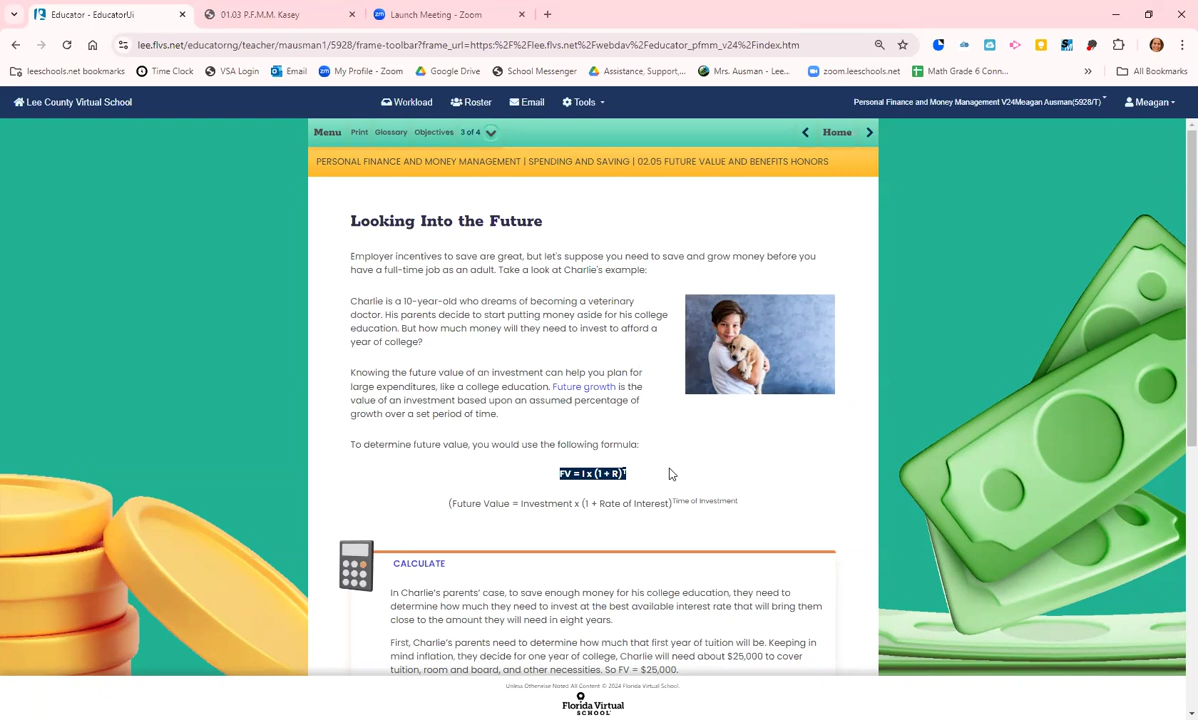 Educator - EducatorUi
01.03 P.F.M.M. Kasey
Launch Meeting - Zoom
lee.flvs.net/educatorng/teacher/mausman1/5928/frame-toolbar?frame_url=https:%2F%2Flee.flvs.net%2Fwebdav%2Feducator_pfmm_v24%2Findex.htm
leeschools.net bookmarks
Time Clock
VSA Login
Email
My Profile - Zoom
Google Drive
School Messenger
Assistance, Support,...
Mrs. Ausman - Lee...
zoom.leeschools.net
Math Grade 6 Conn...
All Bookmarks
Lee County Virtual School
Workload
Roster
Email
Tools
Personal Finance and Money Management V24Meagan Ausman(5928/T)
Meagan
Menu Print Glossary Objectives 3 of 4
Home
PERSONAL FINANCE AND MONEY MANAGEMENT | SPENDING AND SAVING | 02.05 FUTURE VALUE AND BENEFITS HONORS
Looking Into the Future
Employer incentives to save are great, but let's suppose you need to save and grow money before you
have a full-time job as an adult. Take a look at Charlie's example:
Charlie is a 10-year-old who dreams of becoming a veterinary
doctor. His parents decide to start putting money aside for his college
education. But how much money will they need to invest to afford a
year of college?
Knowing the future value of an investment can help you plan for
large expenditures, like a college education. Future growth is the
value of an investment based upon an assumed percentage of
growth over a set period of time.
To determine future value, you would use the following formula:
FV = I x (1 + R)T
(Future Value = Investment x (1 + Rate of Interest)Time of Investment
CALCULATE
In Charlie's parents' case, to save enough money for his college education, they need to
determine how much they need to invest at the best available interest rate that will bring them
close to the amount they will need in eight years.
First, Charlie's parents need to determine how much that first year of tuition will be. Keeping in
mind inflation, they decide for one year of college, Charlie will need about $25,000 to cover
tuition, room and board, and other necessities. So FV = $25,000.
Unless Otherwise Noted All Content © 2024 Florida Virtual School.
Florida Virtual
SCHOOL